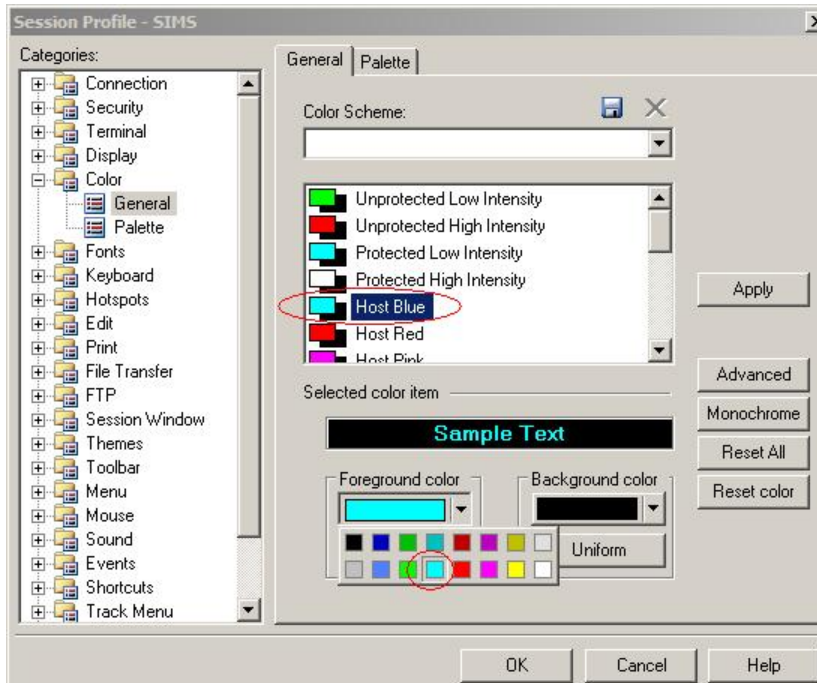 Session Profile - SIMS
Categories:
Connection
Security
Terminal
Display
Color
General
Palette
Fonts
Keyboard
Hotspots
Edit
Print
File Transfer
FTP
Session Window
Themes
Toolbar
Menu
Mouse
Sound
Events
Shortcuts
Track Menu
General
Palette
Color Scheme:
Unprotected Low Intensity
Unprotected High Intensity
Protected Low Intensity
Protected High Intensity
Host Blue
Host Red
Host Pink
Selected color item
Sample Text
Foreground color
Background color
Uniform
Apply
Advanced
Monochrome
Reset All
Reset color
OK
Cancel
Help